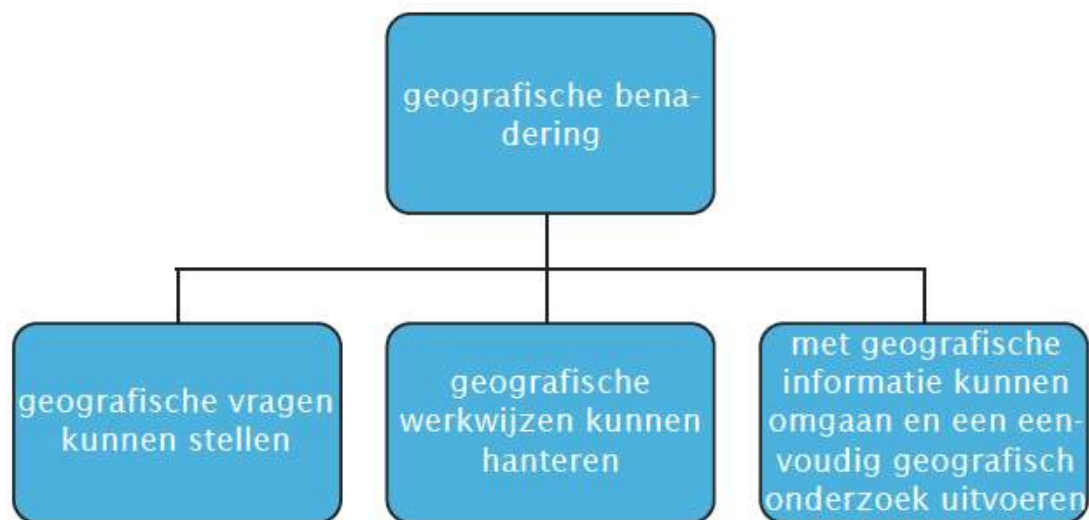 geografische bena-
dering
geografische vragen
kunnen stellen
geografische
werkwijzen kunnen
hanteren
met geografische
informatie kunnen
omgaan en een een-
voudig geografisch
onderzoek uitvoeren